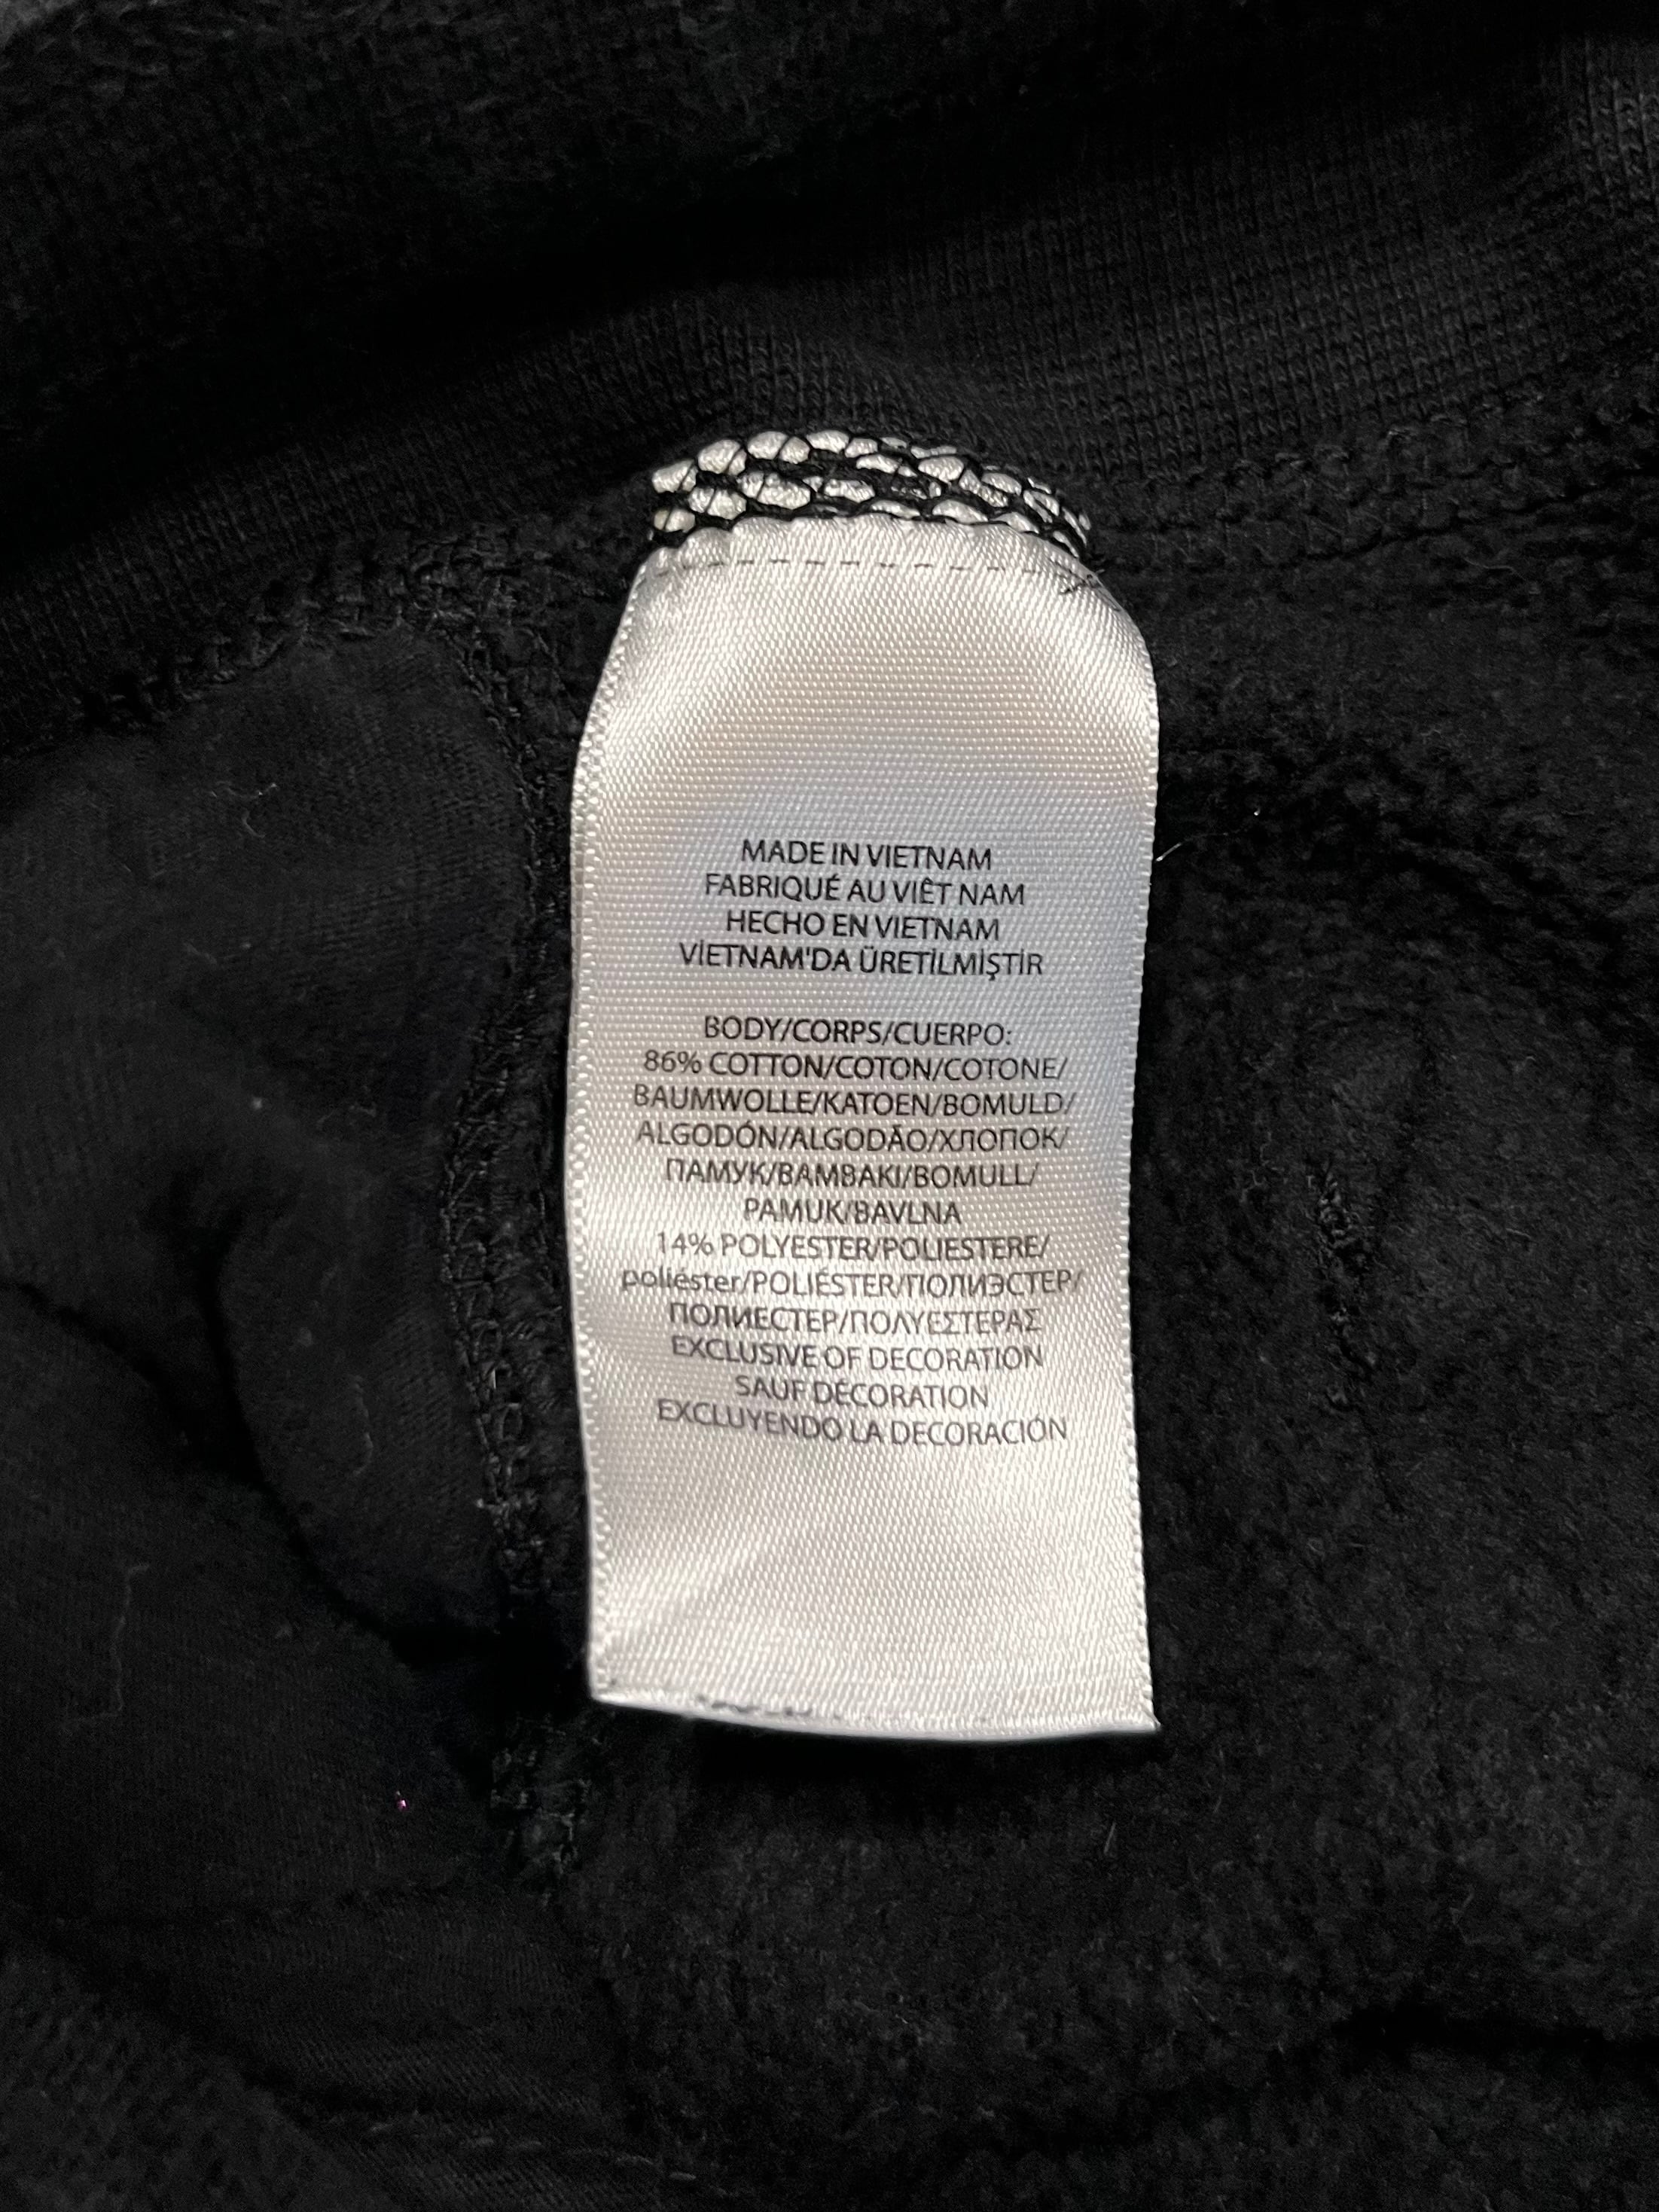 MADE IN VIETNAM
FABRIQUÉ AU VIÊT NAM
HECHO EN VIETNAM
VİETNAM'DA ÜRETİLMİŞTİR
BODY/CORPS/CUERPO:
86% COTTON/COTON/COTONE/
BAUMWOLLE/KATOEN/BOMULD/
ALGODÓN/ALGODÃO/ХЛОПОК/
ПАМУК/BAMBAKI/BOMULL/
PAMUK/BAVLNA
14% POLYESTER/POLIESTERE/
poliéster/POLIÉSTER/ПОЛИЭСТЕР/
ПОЛИЕСТЕР/ΠΟΛΥΕΣΤΕΡΑΣ
EXCLUSIVE OF DECORATION
SAUF DÉCORATION
EXCLUYENDO LA DECORACIÓN